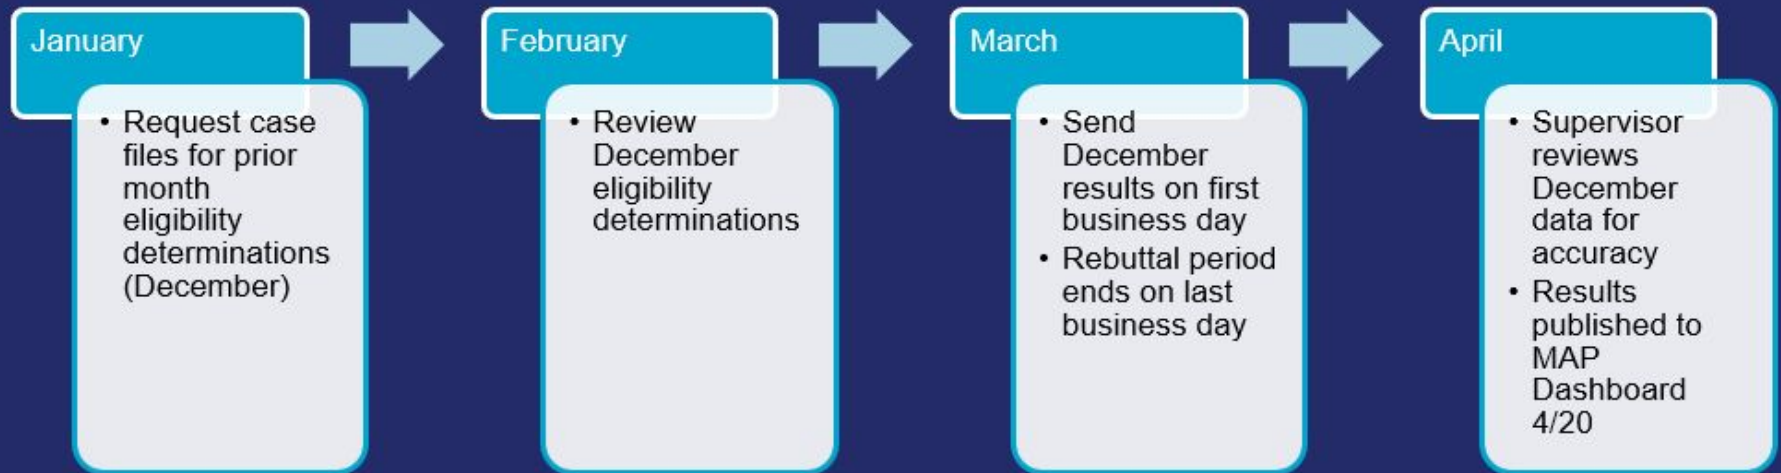 January
• Request case
files for prior
month
eligibility
determinations
(December)
February
• Review
December
eligibility
determinations
March
• Send
December
results on first
business day
• Rebuttal period
ends on last
business day
April
• Supervisor
reviews
December
data for
accuracy
• Results
published to
MAP
Dashboard
4/20